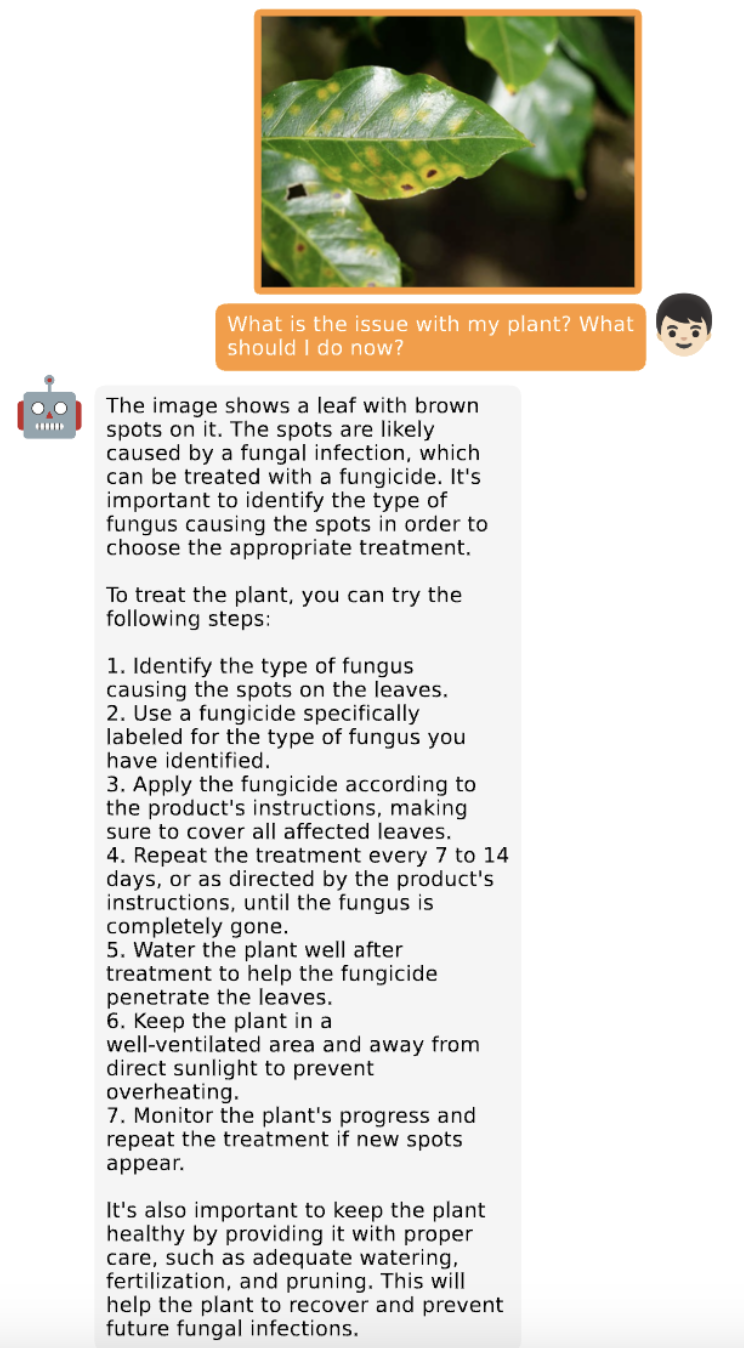 What is the issue with my plant? What
should I do now?
The image shows a leaf with brown
spots on it. The spots are likely
caused by a fungal infection, which
can be treated with a fungicide. It's
important to identify the type of
fungus causing the spots in order to
choose the appropriate treatment.
To treat the plant, you can try the
following steps:
1. Identify the type of fungus
causing the spots on the leaves.
2. Use a fungicide specifically
labeled for the type of fungus you
have identified.
3. Apply the fungicide according to
the product's instructions, making
sure to cover all affected leaves.
4. Repeat the treatment every 7 to 14
days, or as directed by the product's
instructions, until the fungus is
completely gone.
5. Water the plant well after
treatment to help the fungicide
penetrate the leaves.
6. Keep the plant in a
well-ventilated area and away from
direct sunlight to prevent
overheating.
7. Monitor the plant's progress and
repeat the treatment if new spots
appear.
It's also important to keep the plant
healthy by providing it with proper
care, such as adequate watering,
fertilization, and pruning. This will
help the plant to recover and prevent
future fungal infections.